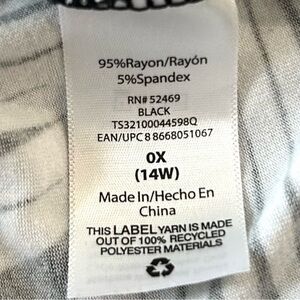 95%Rayon/Rayón
5%Spandex
RN# 52469
BLACK
TS32100044598Q
EAN/UPC 8 8668051067
0X
(14W)
Made In/Hecho En
China
THIS LABEL YARN IS MADE
OUT OF 100% RECYCLED
POLYESTER MATERIALS